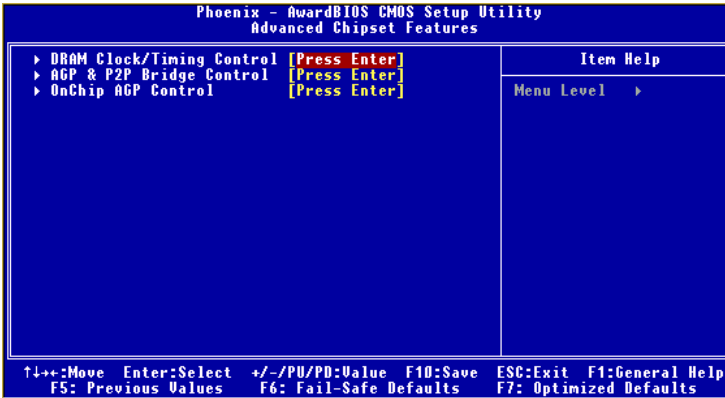 Phoenix - AwardBIOS CMOS Setup Utility
Advanced Chipset Features
▸ DRAM Clock/Timing Control [Press Enter]
▸ AGP & P2P Bridge Control [Press Enter]
▸ OnChip AGP Control [Press Enter]
Item Help
Menu Level ▸
↑↓→←:Move Enter:Select +/-/PU/PD:Value F10:Save ESC:Exit F1:General Help
F5: Previous Values F6: Fail-Safe Defaults F7: Optimized Defaults